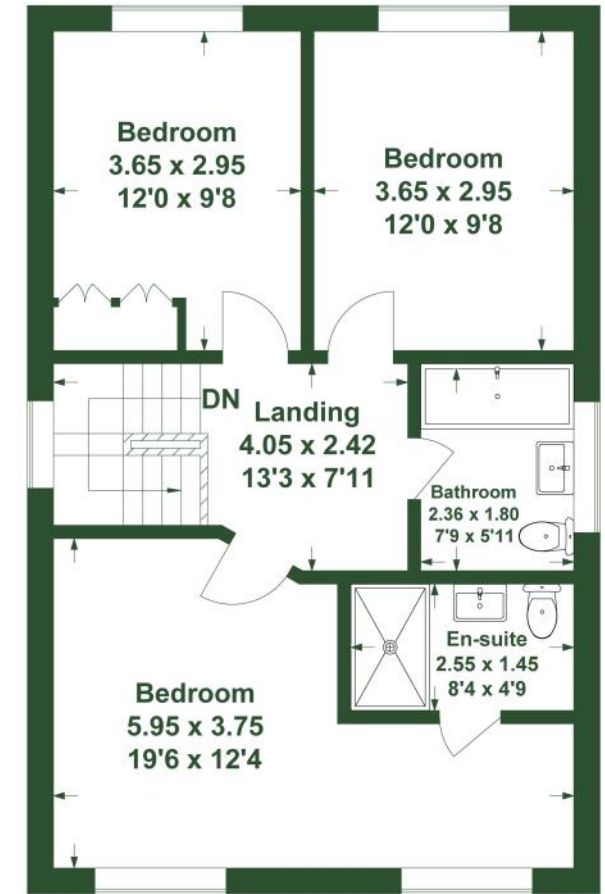 Bedroom
3.65 x 2.95
12'0 x 9'8
Bedroom
3.65 x 2.95
12'0 x 9'8
DN
Landing
4.05 x 2.42
13'3 x 7'11
Bathroom
2.36 x 1.80
7'9 x 5'11
En-suite
2.55 x 1.45
8'4 x 4'9
Bedroom
5.95 x 3.75
19'6 x 12'4